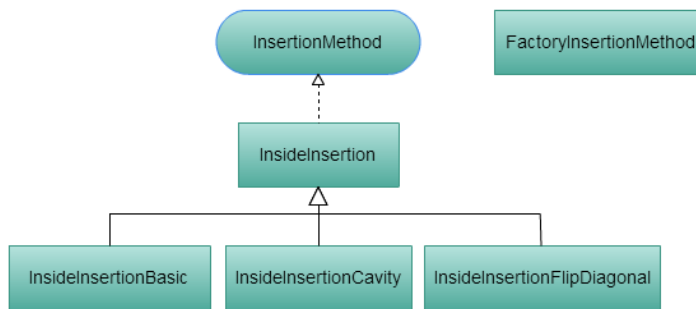 InsertionMethod
FactoryInsertionMethod
InsideInsertion
InsideInsertionBasic
InsideInsertionCavity
InsideInsertionFlipDiagonal